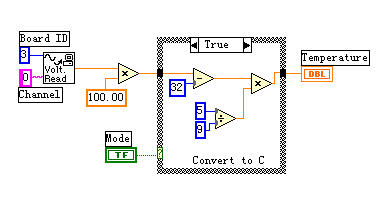 Board ID
3
Volt.
Read
0
Channel
100.00
True
32
5
9
Convert to C
Mode
TF
?
Temperature
DBL